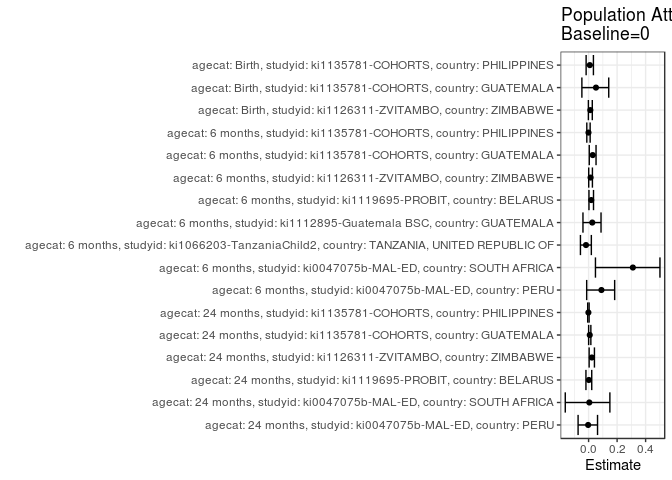 Population Att
Baseline=0
agecat: Birth, studyid: ki1135781-COHORTS, country: PHILIPPINES
agecat: Birth, studyid: ki1135781-COHORTS, country: GUATEMALA
agecat: Birth, studyid: ki1126311-ZVITAMBO, country: ZIMBABWE
agecat: 6 months, studyid: ki1135781-COHORTS, country: PHILIPPINES
agecat: 6 months, studyid: ki1135781-COHORTS, country: GUATEMALA
agecat: 6 months, studyid: ki1126311-ZVITAMBO, country: ZIMBABWE
agecat: 6 months, studyid: ki1119695-PROBIT, country: BELARUS
agecat: 6 months, studyid: ki1112895-Guatemala BSC, country: GUATEMALA
agecat: 6 months, studyid: ki1066203-TanzaniaChild2, country: TANZANIA, UNITED REPUBLIC OF
agecat: 6 months, studyid: ki0047075b-MAL-ED, country: SOUTH AFRICA
agecat: 6 months, studyid: ki0047075b-MAL-ED, country: PERU
agecat: 24 months, studyid: ki1135781-COHORTS, country: PHILIPPINES
agecat: 24 months, studyid: ki1135781-COHORTS, country: GUATEMALA
agecat: 24 months, studyid: ki1126311-ZVITAMBO, country: ZIMBABWE
agecat: 24 months, studyid: ki1119695-PROBIT, country: BELARUS
agecat: 24 months, studyid: ki0047075b-MAL-ED, country: SOUTH AFRICA
agecat: 24 months, studyid: ki0047075b-MAL-ED, country: PERU
0.0 0.2 0.4
Estimate